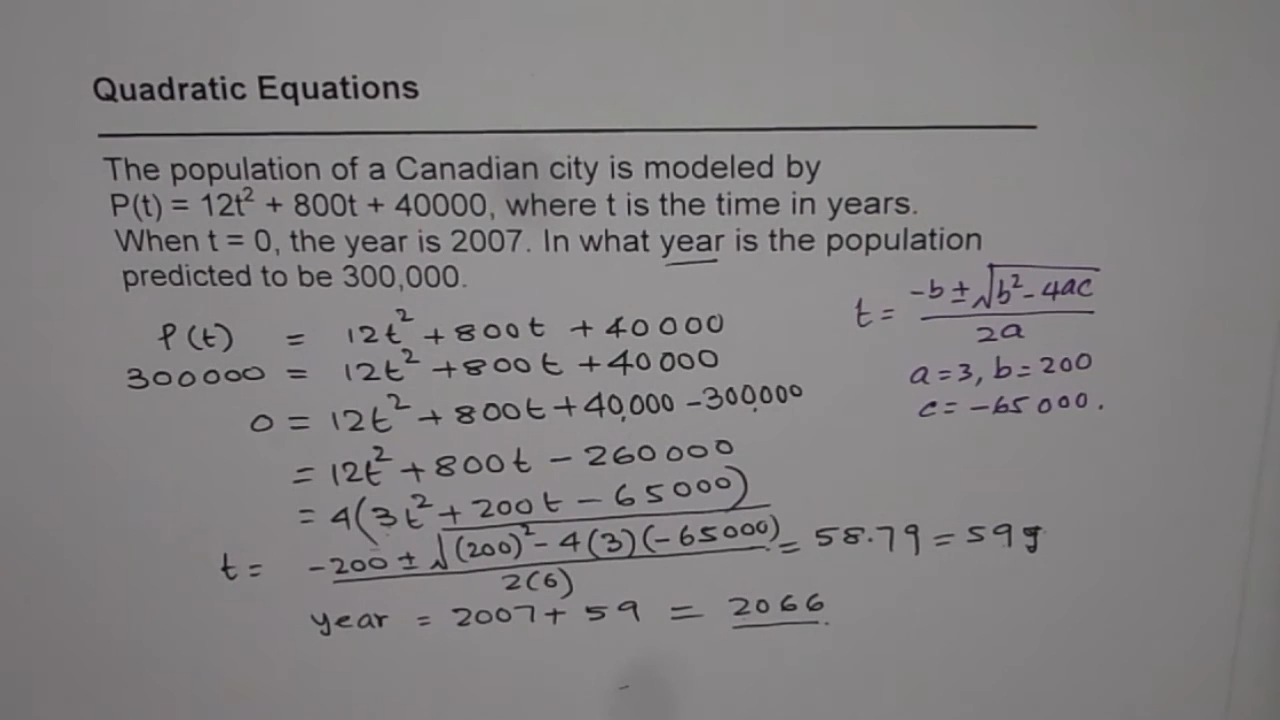 Quadratic Equations
The population of a Canadian city is modeled by
P(t) = 12t² + 800t + 40000, where t is the time in years.
When t = 0, the year is 2007. In what year is the population
predicted to be 300,000.
P(t) = 12t² + 800t + 40000
300000 = 12t² + 800t + 40000
0 = 12t² + 800t + 40,000 - 300,000
= 12t² + 800t - 260000
= 4(3t² + 200t - 65000)
t = (-200 ± √((200)² - 4(3)(-65000))) / 2(6) = 58.79 = 59 y
year = 2007 + 59 = 2066.
t = (-b ± √(b² - 4ac)) / 2a
a = 3, b = 200
c = -65000.